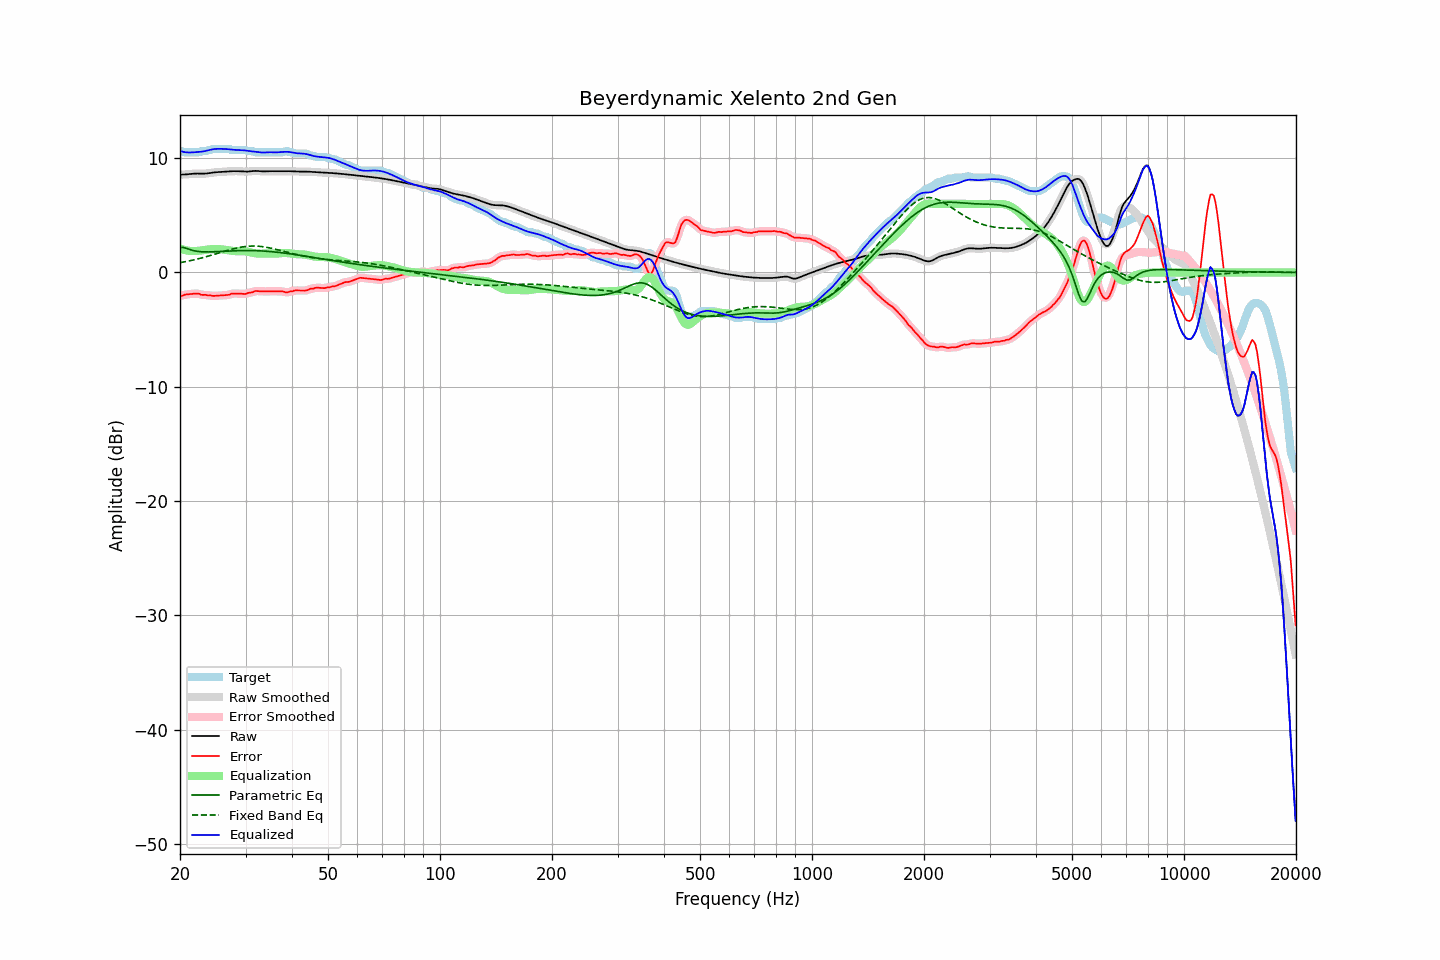 Beyerdynamic Xelento 2nd Gen
10
0
−10
−20
−30
−40
−50
Amplitude (dBr)
Target
Raw Smoothed
Error Smoothed
Raw
Error
Equalization
Parametric Eq
Fixed Band Eq
Equalized
20 50 100 200 500 1000 2000 5000 10000 20000
Frequency (Hz)